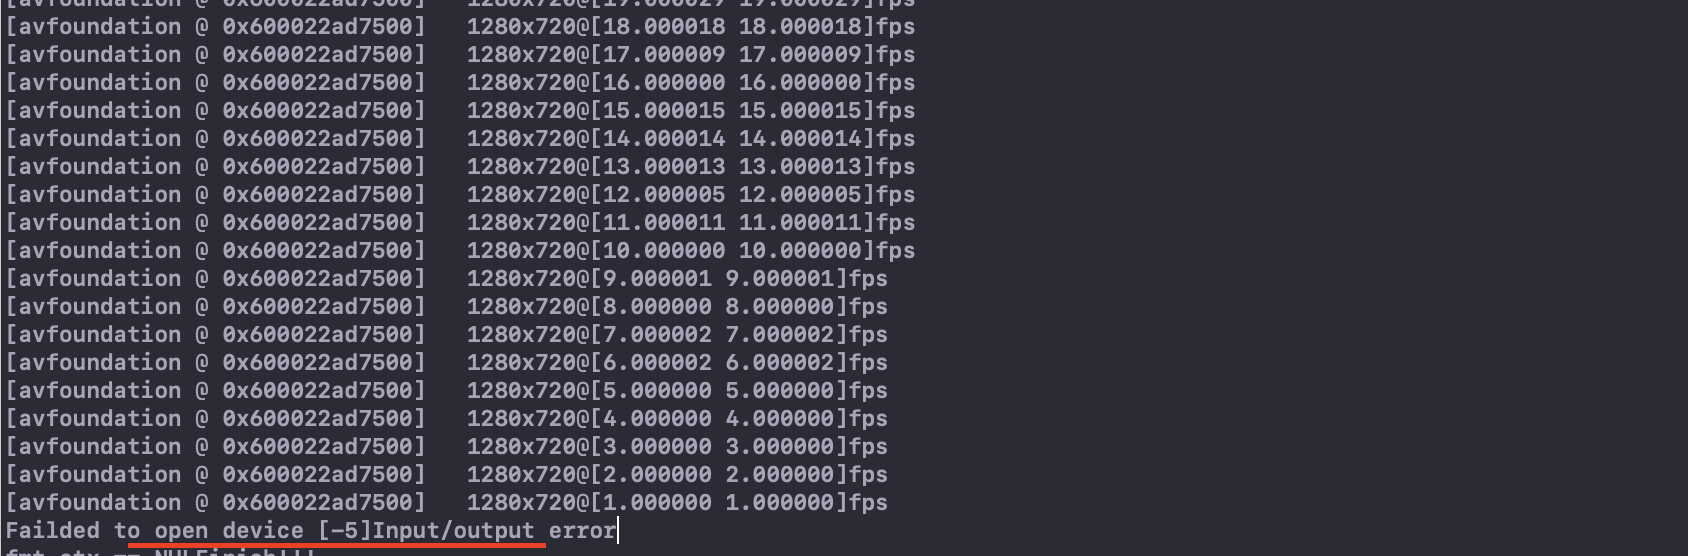 [avfoundation @ 0x600022ad7500]   1280x720@[19.000029 19.000029]fps
[avfoundation @ 0x600022ad7500]   1280x720@[18.000018 18.000018]fps
[avfoundation @ 0x600022ad7500]   1280x720@[17.000009 17.000009]fps
[avfoundation @ 0x600022ad7500]   1280x720@[16.000000 16.000000]fps
[avfoundation @ 0x600022ad7500]   1280x720@[15.000015 15.000015]fps
[avfoundation @ 0x600022ad7500]   1280x720@[14.000014 14.000014]fps
[avfoundation @ 0x600022ad7500]   1280x720@[13.000013 13.000013]fps
[avfoundation @ 0x600022ad7500]   1280x720@[12.000005 12.000005]fps
[avfoundation @ 0x600022ad7500]   1280x720@[11.000011 11.000011]fps
[avfoundation @ 0x600022ad7500]   1280x720@[10.000000 10.000000]fps
[avfoundation @ 0x600022ad7500]   1280x720@[9.000001 9.000001]fps
[avfoundation @ 0x600022ad7500]   1280x720@[8.000000 8.000000]fps
[avfoundation @ 0x600022ad7500]   1280x720@[7.000002 7.000002]fps
[avfoundation @ 0x600022ad7500]   1280x720@[6.000002 6.000002]fps
[avfoundation @ 0x600022ad7500]   1280x720@[5.000000 5.000000]fps
[avfoundation @ 0x600022ad7500]   1280x720@[4.000000 4.000000]fps
[avfoundation @ 0x600022ad7500]   1280x720@[3.000000 3.000000]fps
[avfoundation @ 0x600022ad7500]   1280x720@[2.000000 2.000000]fps
[avfoundation @ 0x600022ad7500]   1280x720@[1.000000 1.000000]fps
Failded to open device [-5]Input/output error